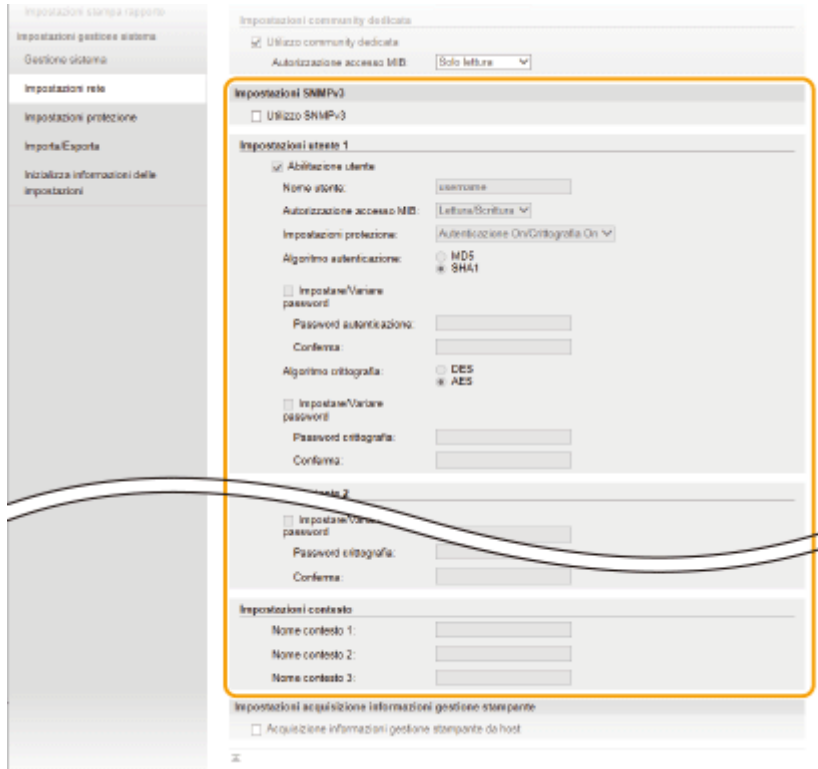 Impostazioni stampa rapporto
Impostazioni gestione sistema
Gestione sistema
Impostazioni rete
Impostazioni protezione
Importa/Esporta
Inizializza informazioni delle
impostazioni
Impostazioni community dedicata
Utilizzo community dedicata
Autorizzazione accesso MIB: Solo lettura
Impostazioni SNMPv3
Utilizzo SNMPv3
Impostazioni utente 1
Abilitazione utente
Nome utente: username
Autorizzazione accesso MIB: Lettura/Scrittura
Impostazioni protezione: Autenticazione On/Crittografia On
Algoritmo autenticazione: MD5
SHA1
Impostare/Variare
password
Password autenticazione:
Conferma:
Algoritmo crittografia: DES
AES
Impostare/Variare
password
Password crittografia:
Conferma:
2
Impostare/Varia
password
Password crittografia:
Conferma:
Impostazioni contesto
Nome contesto 1:
Nome contesto 2:
Nome contesto 3:
Impostazioni acquisizione informazioni gestione stampante
Acquisizione informazioni gestione stampante da host